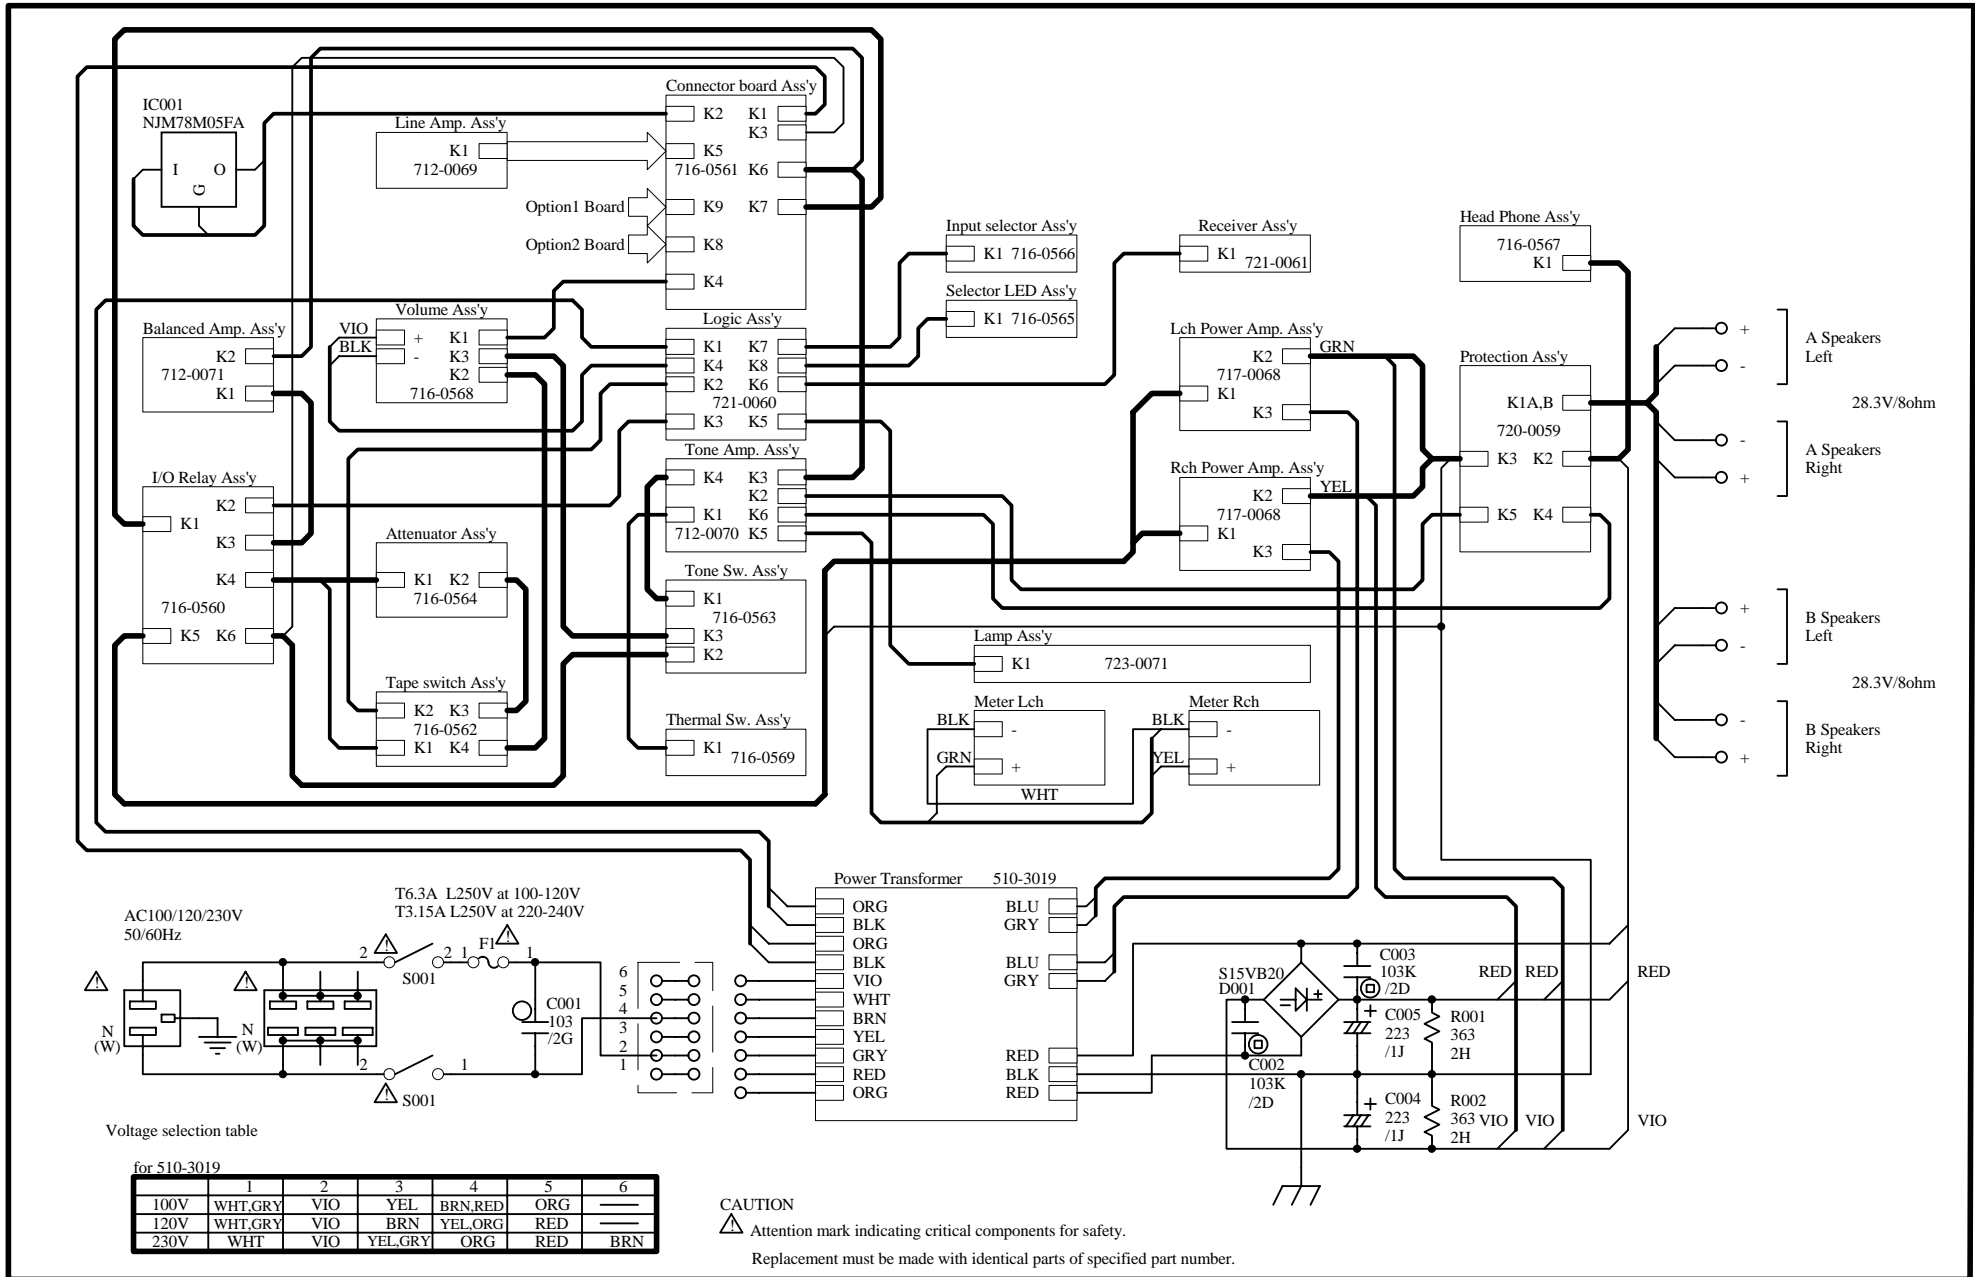 Connector board Ass'y
K2 K1
K3
K5
716-0561 K6
K9 K7
K8
K4
IC001
NJM78M05FA
I O
G
Line Amp. Ass'y
K1
712-0069
Option1 Board
Option2 Board
Input selector Ass'y
K1 716-0566
Selector LED Ass'y
K1 716-0565
Receiver Ass'y
K1
721-0061
Head Phone Ass'y
716-0567
K1
Balanced Amp. Ass'y
K2
712-0071
K1
VIO
BLK
Volume Ass'y
+ K1
- K3
K2
716-0568
Logic Ass'y
K1 K7
K4 K8
K2 K6
721-0060
K3 K5
Lch Power Amp. Ass'y
K2 GRN
717-0068
K1
K3
Protection Ass'y
K1A,B
720-0059
K3 K2
K5 K4
+
-
A Speakers
Left
28.3V/8ohm
-
+
A Speakers
Right
I/O Relay Ass'y
K2
K1
K3
K4
716-0560
K5 K6
Attenuator Ass'y
K1 K2
716-0564
Tone Amp. Ass'y
K4 K3
K2
K1 K6
712-0070 K5
Rch Power Amp. Ass'y
K2 YEL
717-0068
K1
K3
Tone Sw. Ass'y
K1
716-0563
K3
K2
Lamp Ass'y
K1 723-0071
+
-
B Speakers
Left
28.3V/8ohm
-
+
B Speakers
Right
Tape switch Ass'y
K2 K3
716-0562
K1 K4
Thermal Sw. Ass'y
K1
716-0569
Meter Lch
BLK -
GRN +
WHT
Meter Rch
BLK -
YEL +
Power Transformer 510-3019
ORG BLU
BLK GRY
ORG
BLK BLU
VIO GRY
WHT
BRN
YEL
GRY RED
RED BLK
ORG RED
AC100/120/230V
50/60Hz
T6.3A L250V at 100-120V
T3.15A L250V at 220-240V
2 2 1 F1 1
S001
N
(W)
N
(W)
C001
103
/2G
2 1
S001
6
5
4
3
2
1
S15VB20
D001
C002
103K
/2D
C003
103K
/2D
+ C005
223
/1J
R001
363
2H
+ C004
223
/1J
R002
363
2H
RED RED RED
VIO VIO VIO
Voltage selection table
for 510-3019
1 2 3 4 5 6
100V WHT,GRY VIO YEL BRN,RED ORG —
120V WHT,GRY VIO BRN YEL,ORG RED —
230V WHT VIO YEL,GRY ORG RED BRN
CAUTION
! Attention mark indicating critical components for safety.
Replacement must be made with identical parts of specified part number.